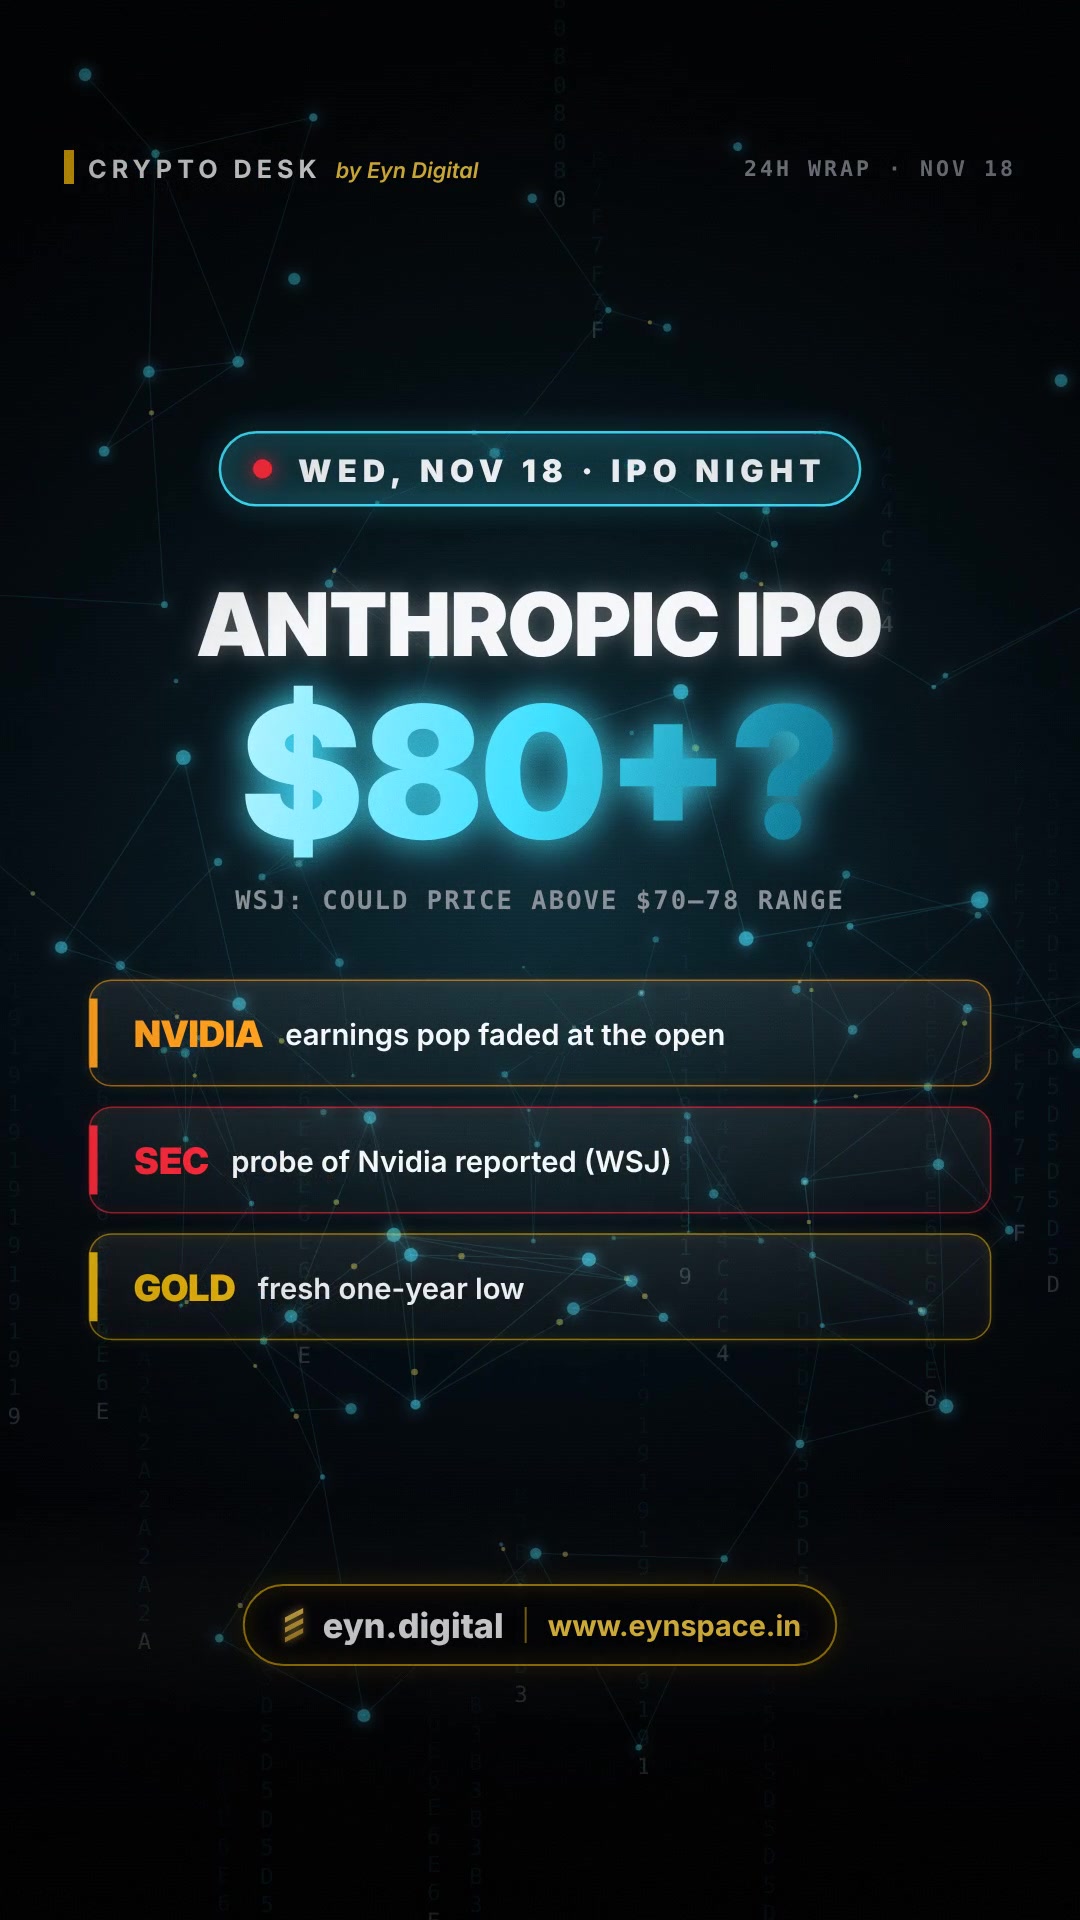 CRYPTO DESK by Eyn Digital
24H WRAP · NOV 18
WED, NOV 18 · IPO NIGHT
ANTHROPIC IPO
$80+?
WSJ: COULD PRICE ABOVE $70–78 RANGE
NVIDIA earnings pop faded at the open
SEC probe of Nvidia reported (WSJ)
GOLD fresh one-year low
eyn.digital | www.eynspace.in